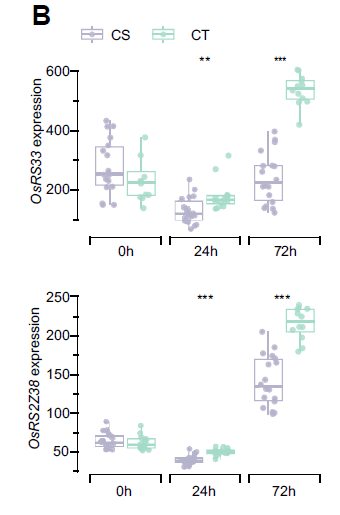 B
CS CT
OsRS33 expression
600
400
200
** ***
0h 24h 72h
OsRS2Z38 expression
250
200
150
100
50
*** ***
0h 24h 72h